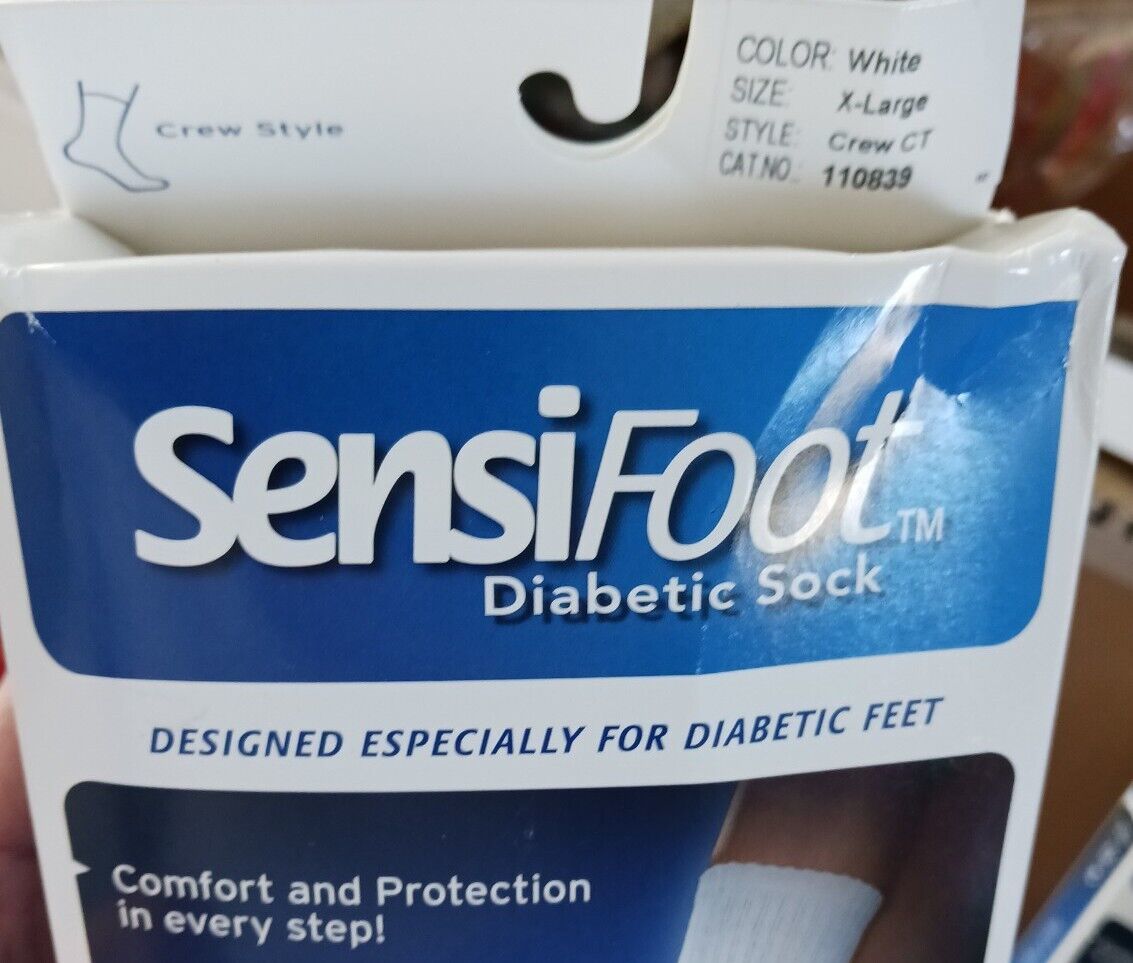 Crew Style
COLOR: White
SIZE: X-Large
STYLE: Crew CT
CAT.NO.: 110839
SensiFoot™
Diabetic Sock
DESIGNED ESPECIALLY FOR DIABETIC FEET
Comfort and Protection
in every step!